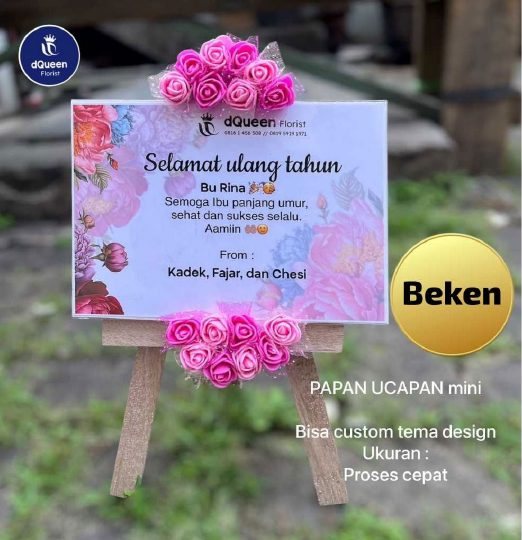 dQueen
Florist
dQueen Florist
Selamat ulang tahun
Bu Rina 🎉🥳
Semoga Ibu panjang umur,
sehat dan sukses selalu.
Aamiin 🤲😊
From :
Kadek, Fajar, dan Chesi
Beken
PAPAN UCAPAN mini
Bisa custom tema design
Ukuran :
Proses cepat